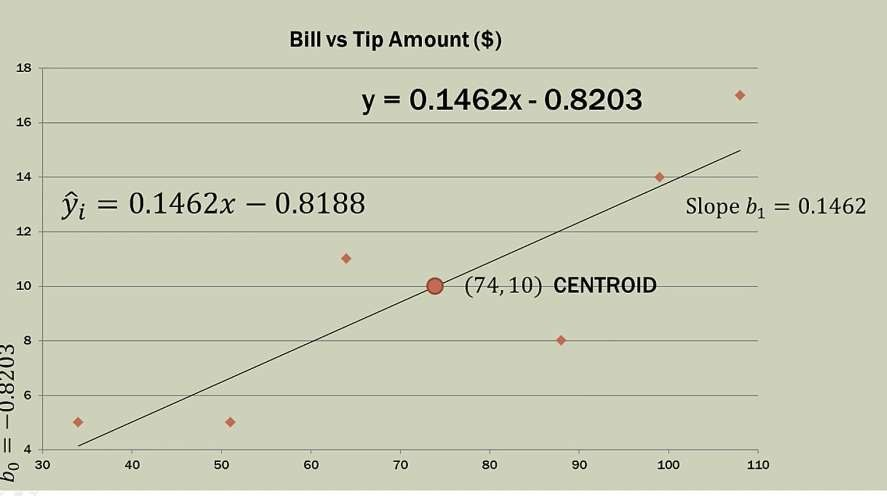 Bill vs Tip Amount ($)
18
y = 0.1462x - 0.8203
16
14
ŷᵢ = 0.1462x − 0.8188
Slope b₁ = 0.1462
12
10
(74, 10) CENTROID
8
6
4
b₀ = −0.8203
30 40 50 60 70 80 90 100 110